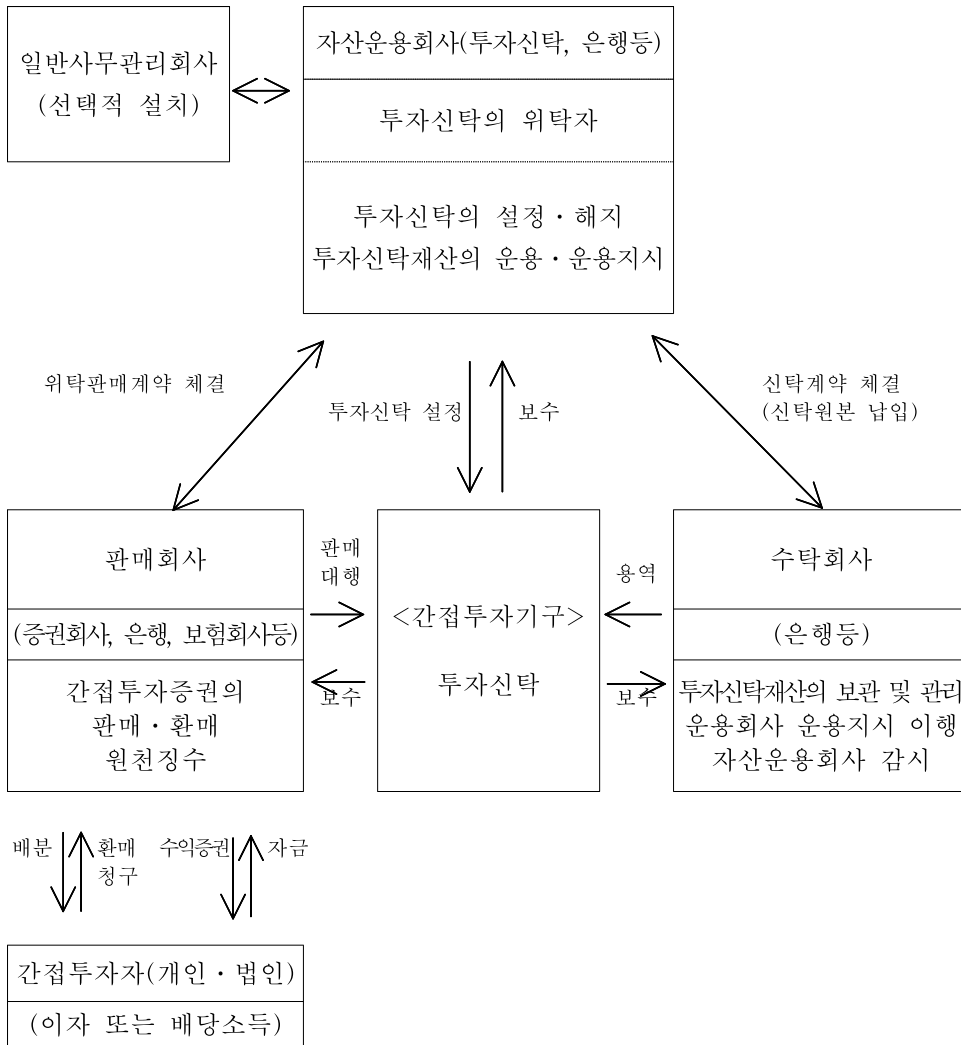 일반사무관리회사
(선택적 설치)
자산운용회사(투자신탁, 은행등)
투자신탁의 위탁자
투자신탁의 설정·해지
투자신탁재산의 운용·운용지시
위탁판매계약 체결
투자신탁 설정
보수
신탁계약 체결
(신탁원본 납입)
판매회사
(증권회사, 은행, 보험회사등)
간접투자증권의
판매·환매
원천징수
판매
대행
보수
<간접투자기구>
투자신탁
용역
보수
수탁회사
(은행등)
투자신탁재산의 보관 및 관리
운용회사 운용지시 이행
자산운용회사 감시
배분
환매
청구
수익증권
자금
간접투자자(개인·법인)
(이자 또는 배당소득)